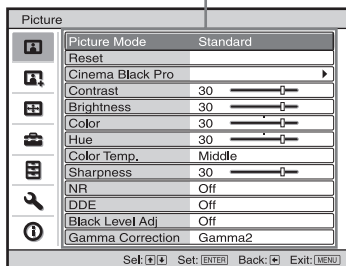 Picture
Picture Mode Standard
Reset
Cinema Black Pro
Contrast 30
Brightness 30
Color 30
Hue 30
Color Temp. Middle
Sharpness 30
NR Off
DDE Off
Black Level Adj Off
Gamma Correction Gamma2
Sel: Set: ENTER Back: Exit: MENU